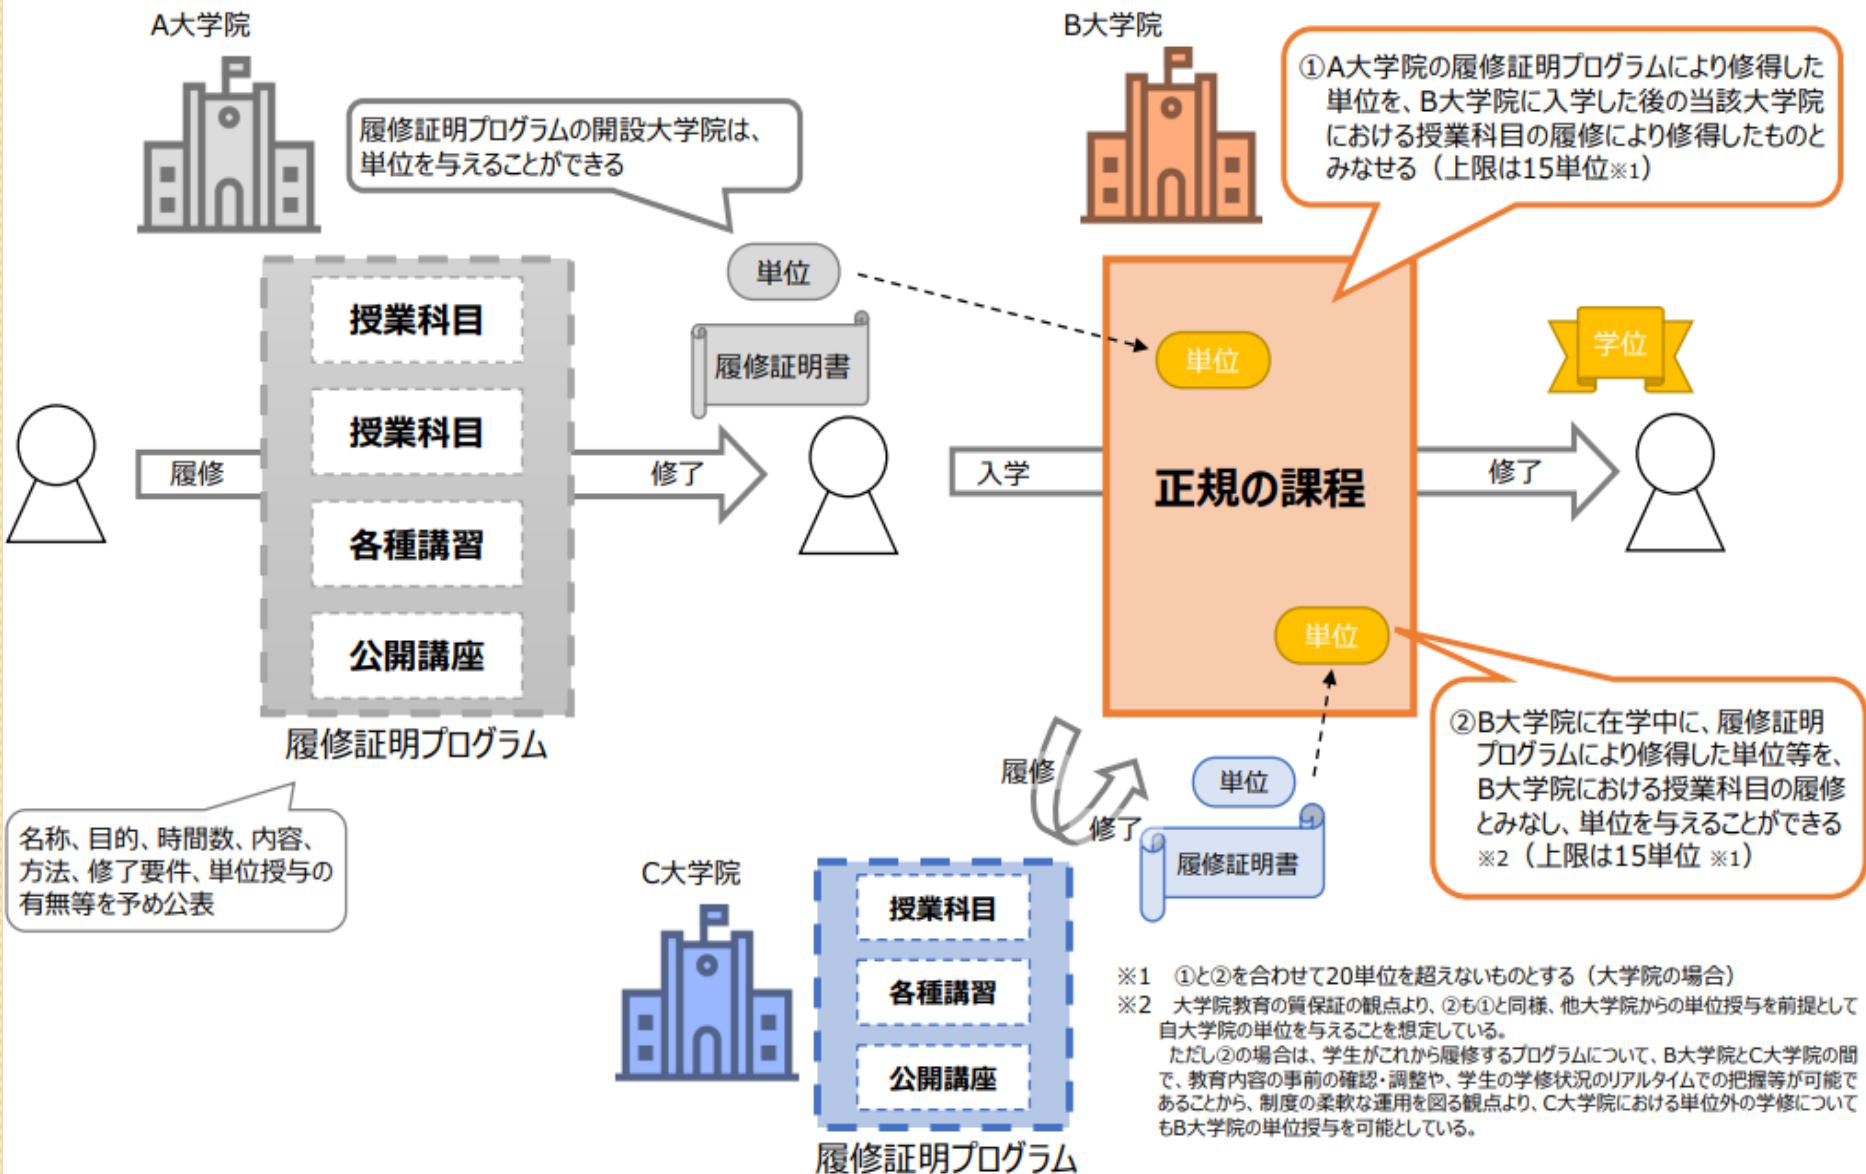 A大学院
履修証明プログラムの開設大学院は、
単位を与えることができる
B大学院
①A大学院の履修証明プログラムにより修得した
単位を、B大学院に入学した後の当該大学院
における授業科目の履修により修得したものと
みなせる（上限は15単位※1）
授業科目
授業科目
各種講習
公開講座
履修証明プログラム
履修
修了
単位
履修証明書
入学
単位
正規の課程
単位
修了
学位
名称、目的、時間数、内容、
方法、修了要件、単位授与の
有無等を予め公表
履修
修了
単位
履修証明書
②B大学院に在学中に、履修証明
プログラムにより修得した単位等を、
B大学院における授業科目の履修
とみなし、単位を与えることができる
※2（上限は15単位 ※1）
C大学院
授業科目
各種講習
公開講座
履修証明プログラム
※1　①と②を合わせて20単位を超えないものとする（大学院の場合）
※2　大学院教育の質保証の観点より、②も①と同様、他大学院からの単位授与を前提として
自大学院の単位を与えることを想定している。
ただし②の場合は、学生がこれから履修するプログラムについて、B大学院とC大学院の間
で、教育内容の事前の確認・調整や、学生の学修状況のリアルタイムでの把握等が可能で
あることから、制度の柔軟な運用を図る観点より、C大学院における単位外の学修について
もB大学院の単位授与を可能としている。